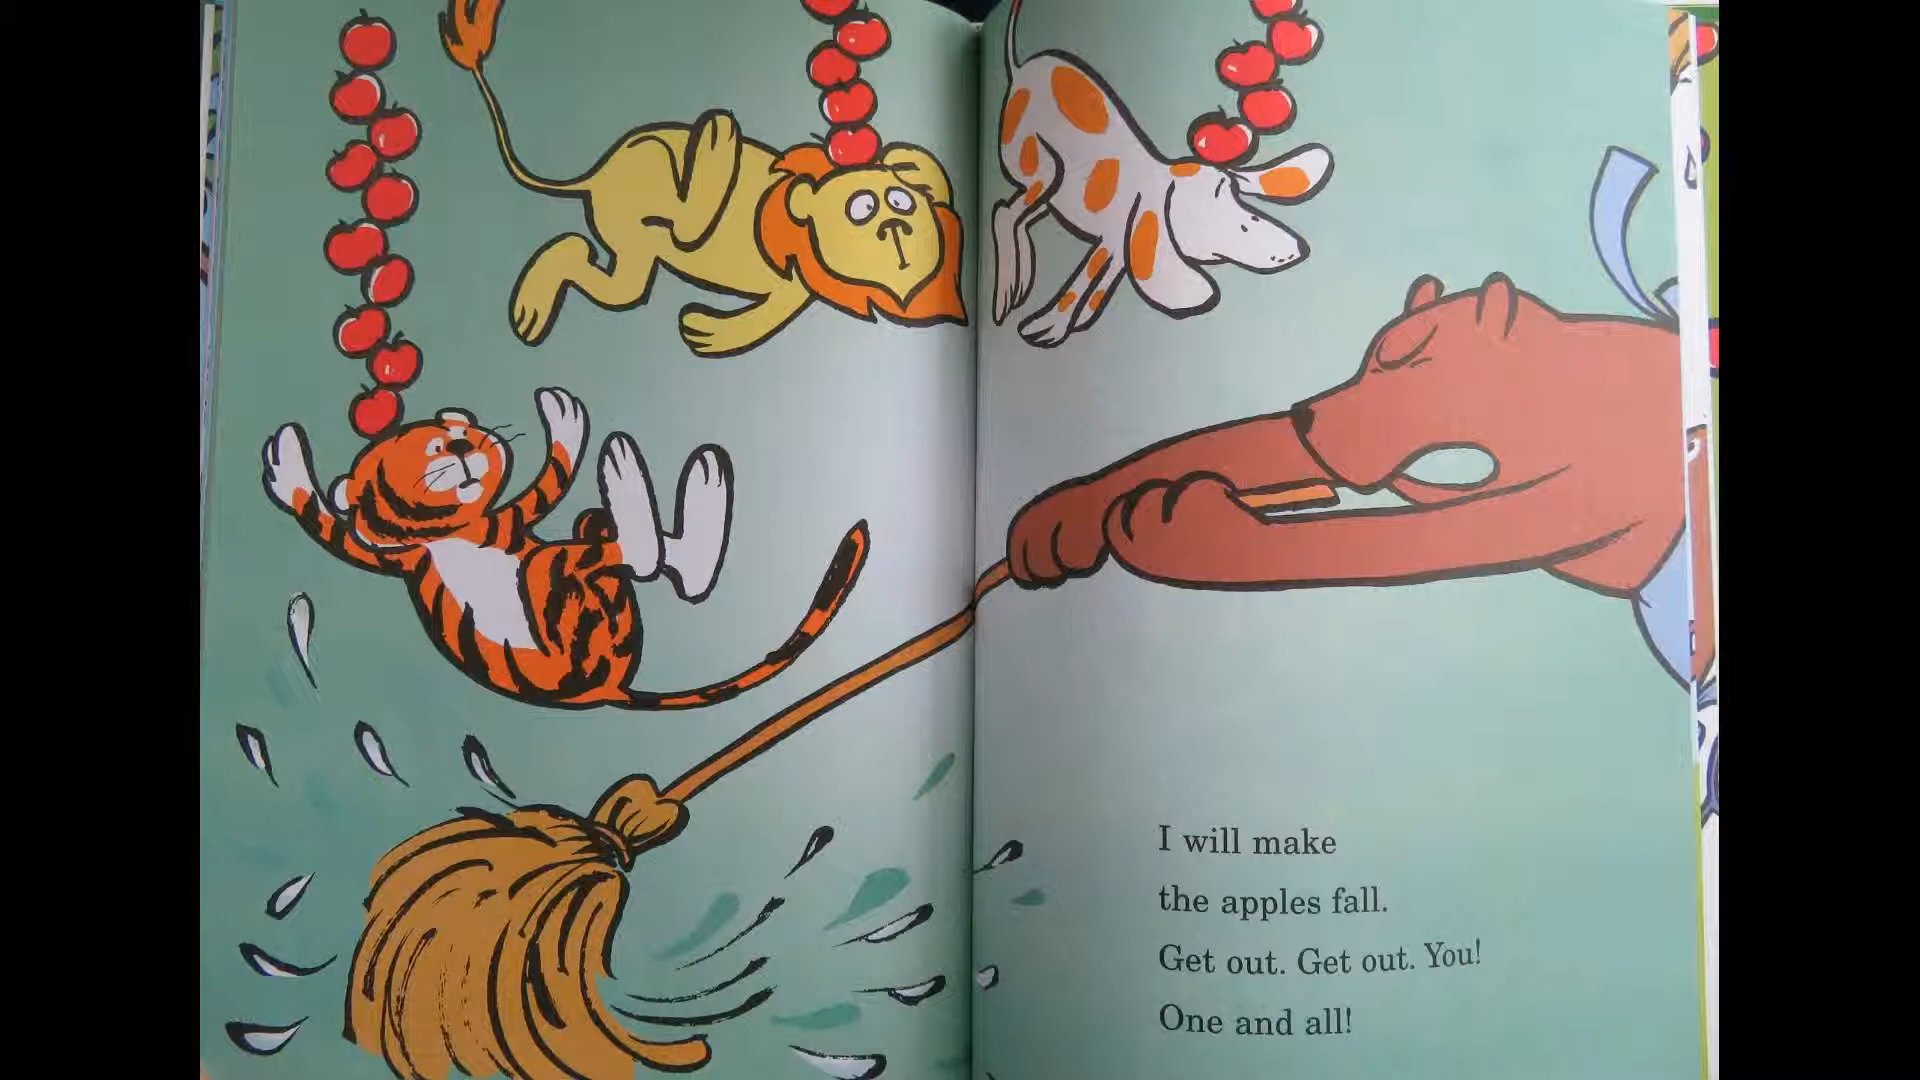 I will make
the apples fall.
Get out. Get out. You!
One and all!